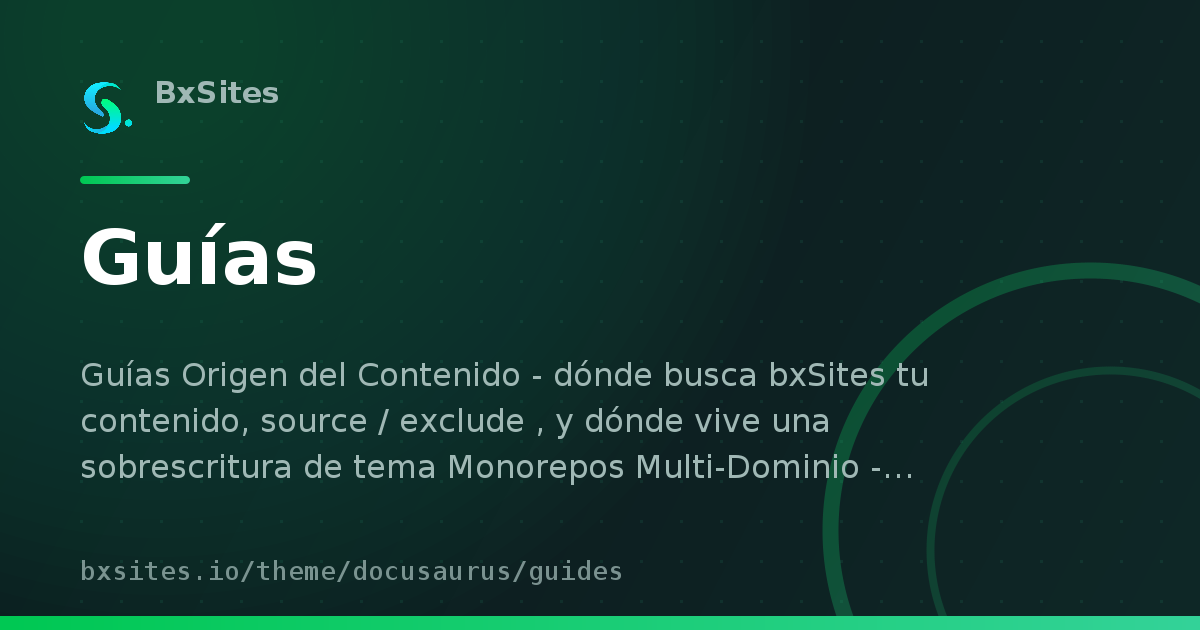 BxSites
Guías
Guías Origen del Contenido - dónde busca bxSites tu
contenido, source / exclude , y dónde vive una
sobrescritura de tema Monorepos Multi-Dominio -…
bxsites.io/theme/docusaurus/guides